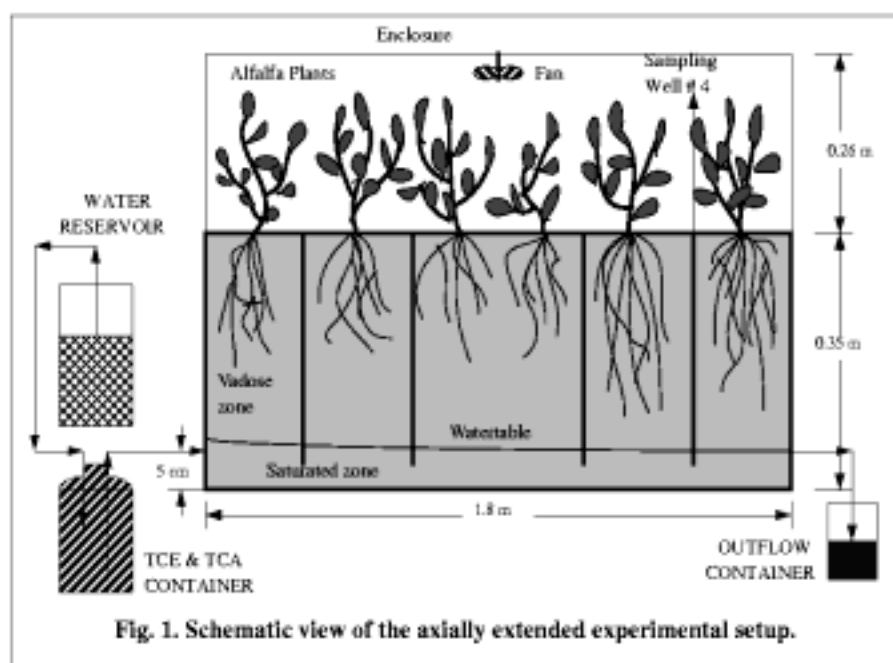 Enclosure
Alfalfa Plants
Fan
Sampling
Well # 4
0.26 m
WATER
RESERVOIR
0.35 m
Vadose
zone
Watertable
5 cm
Saturated zone
1.8 m
TCE & TCA
CONTAINER
OUTFLOW
CONTAINER
Fig. 1. Schematic view of the axially extended experimental setup.